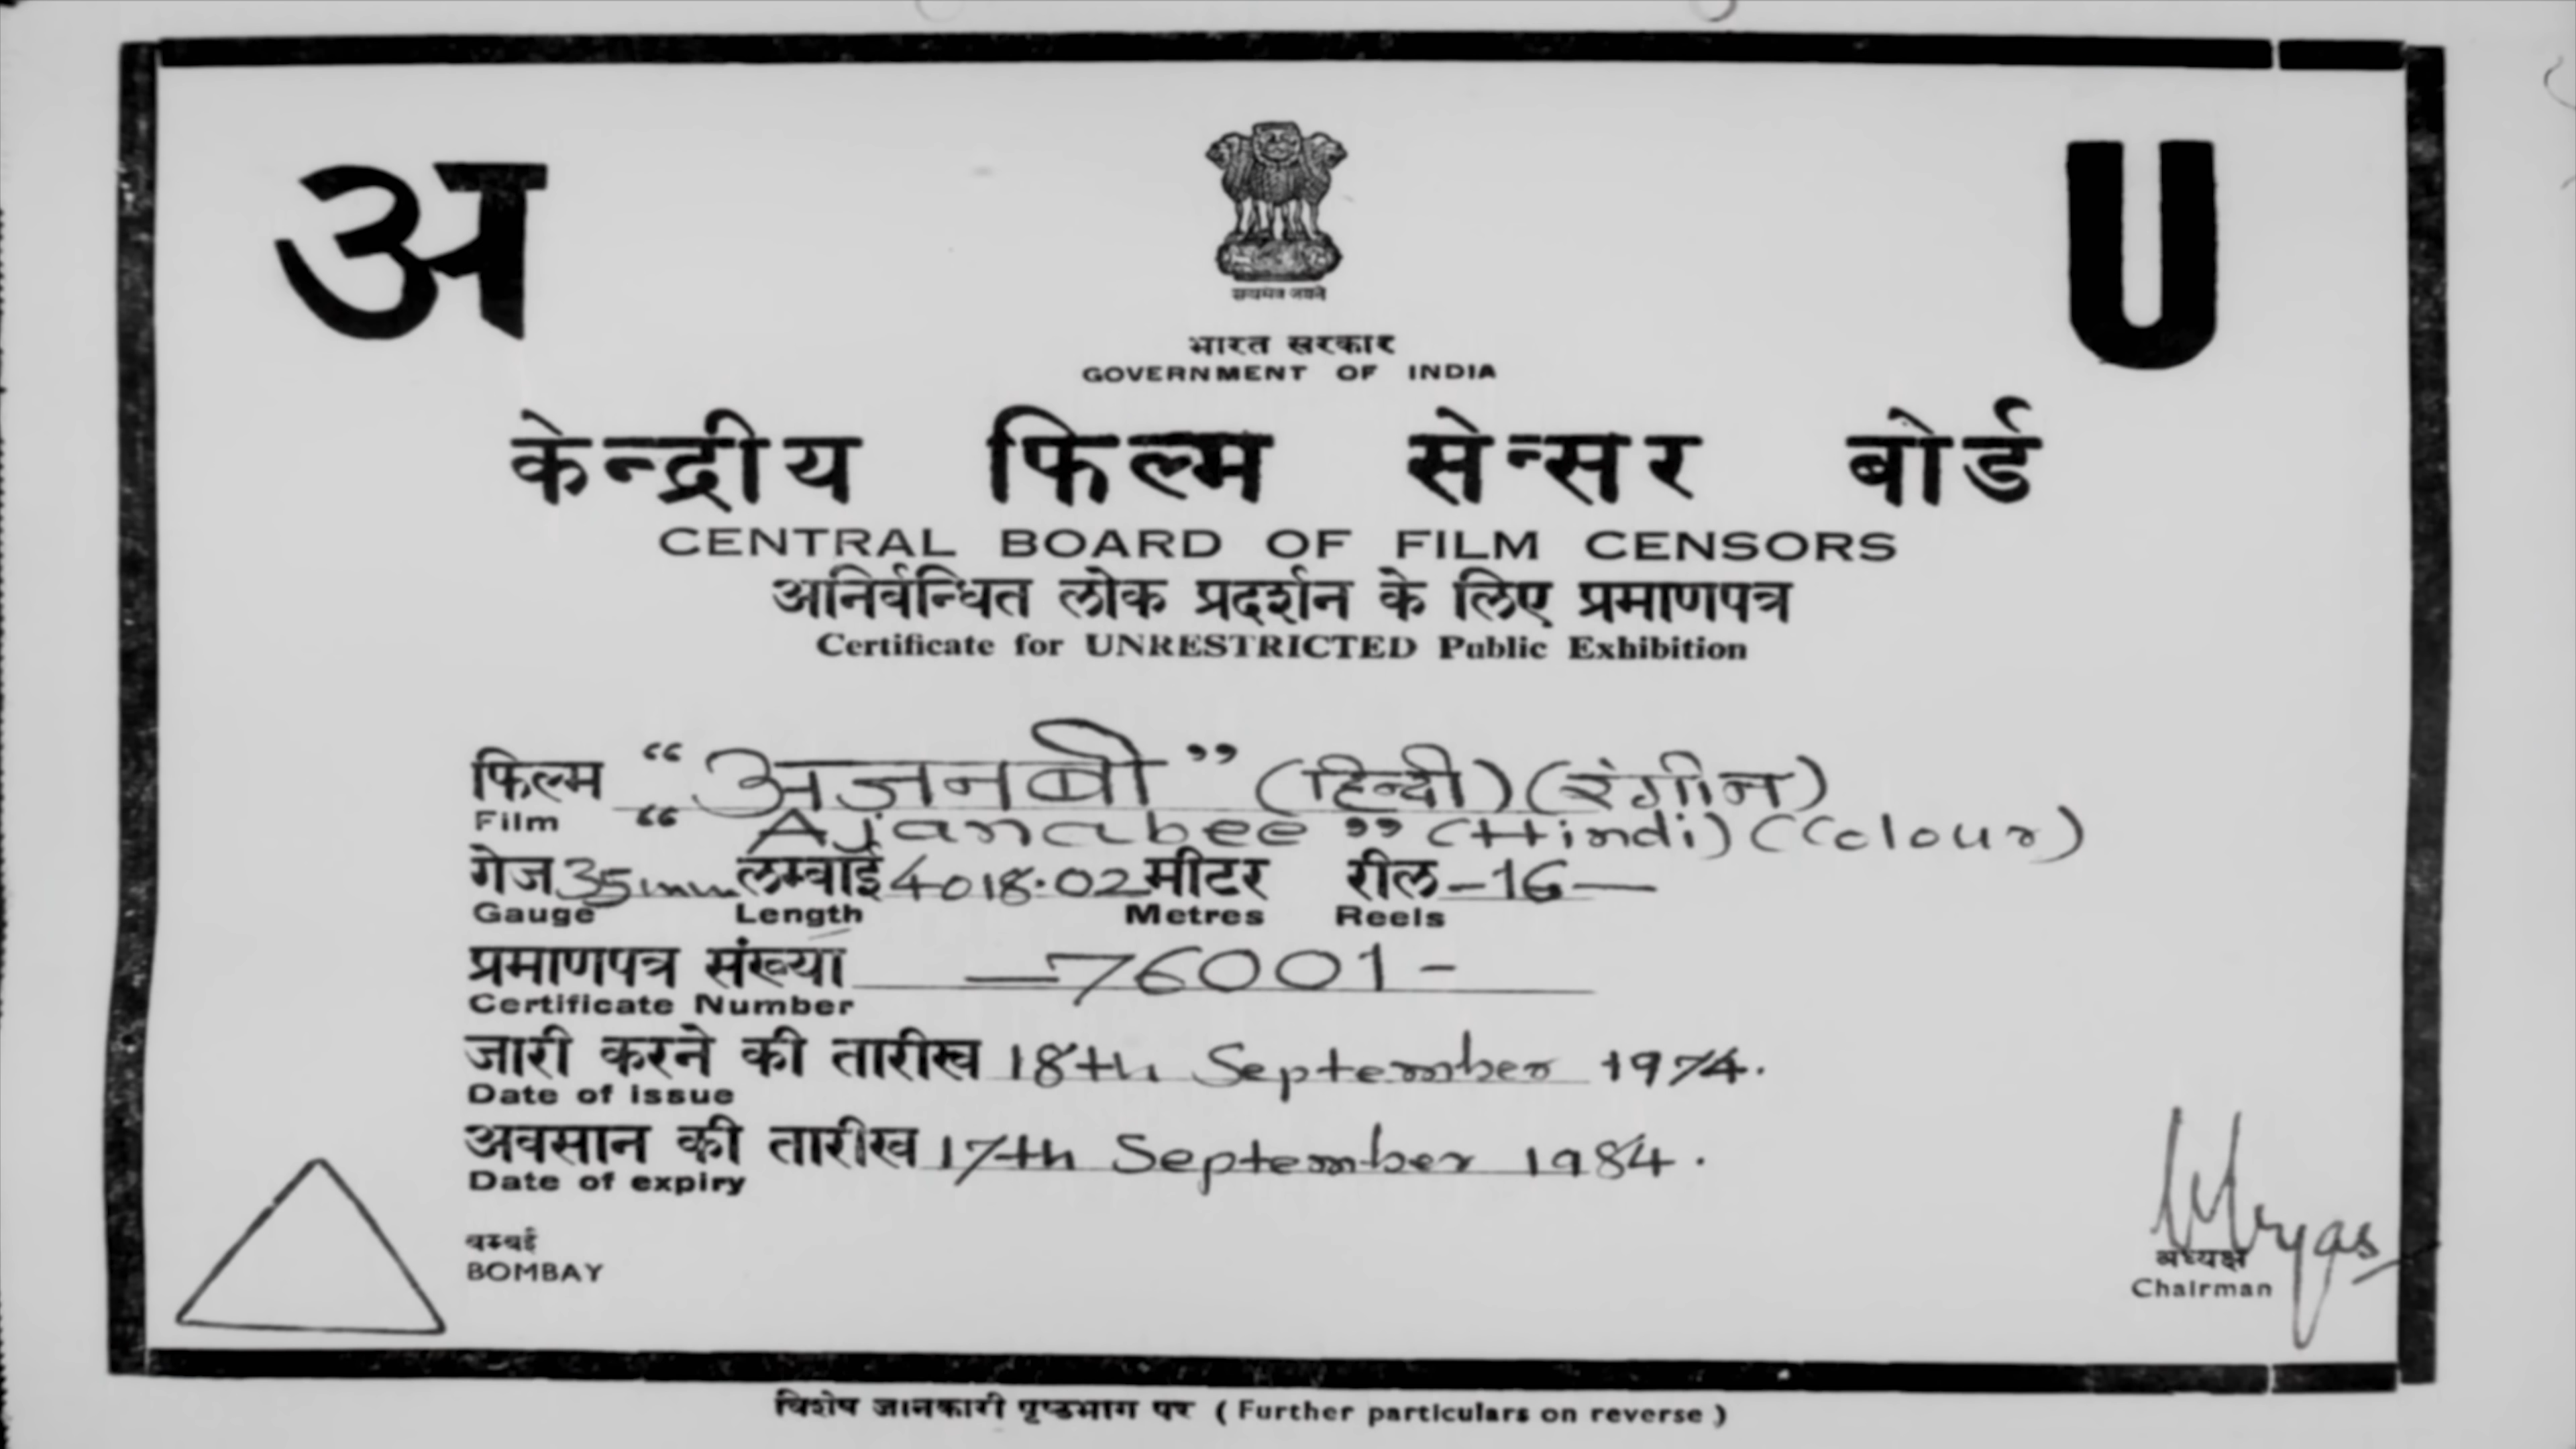 अ
U
सत्यमेव जयते
भारत सरकार
GOVERNMENT OF INDIA
केन्द्रीय फिल्म सेन्सर बोर्ड
CENTRAL BOARD OF FILM CENSORS
अनिर्बन्धित लोक प्रदर्शन के लिए प्रमाणपत्र
Certificate for UNRESTRICTED Public Exhibition
फिल्म “अजनबी” (हिन्दी) (रंगीन)
Film “Ajanabee” (Hindi) (Colour)
गेज 35mm लम्बाई 4018.02 मीटर रील -16-
Gauge Length Metres Reels
प्रमाणपत्र संख्या -76001-
Certificate Number
जारी करने की तारीख 18th September 1974.
Date of issue
अवसान की तारीख 17th September 1984.
Date of expiry
बम्बई
BOMBAY
अध्यक्ष
Chairman
विशेष जानकारी पृष्ठभाग पर ( Further particulars on reverse )